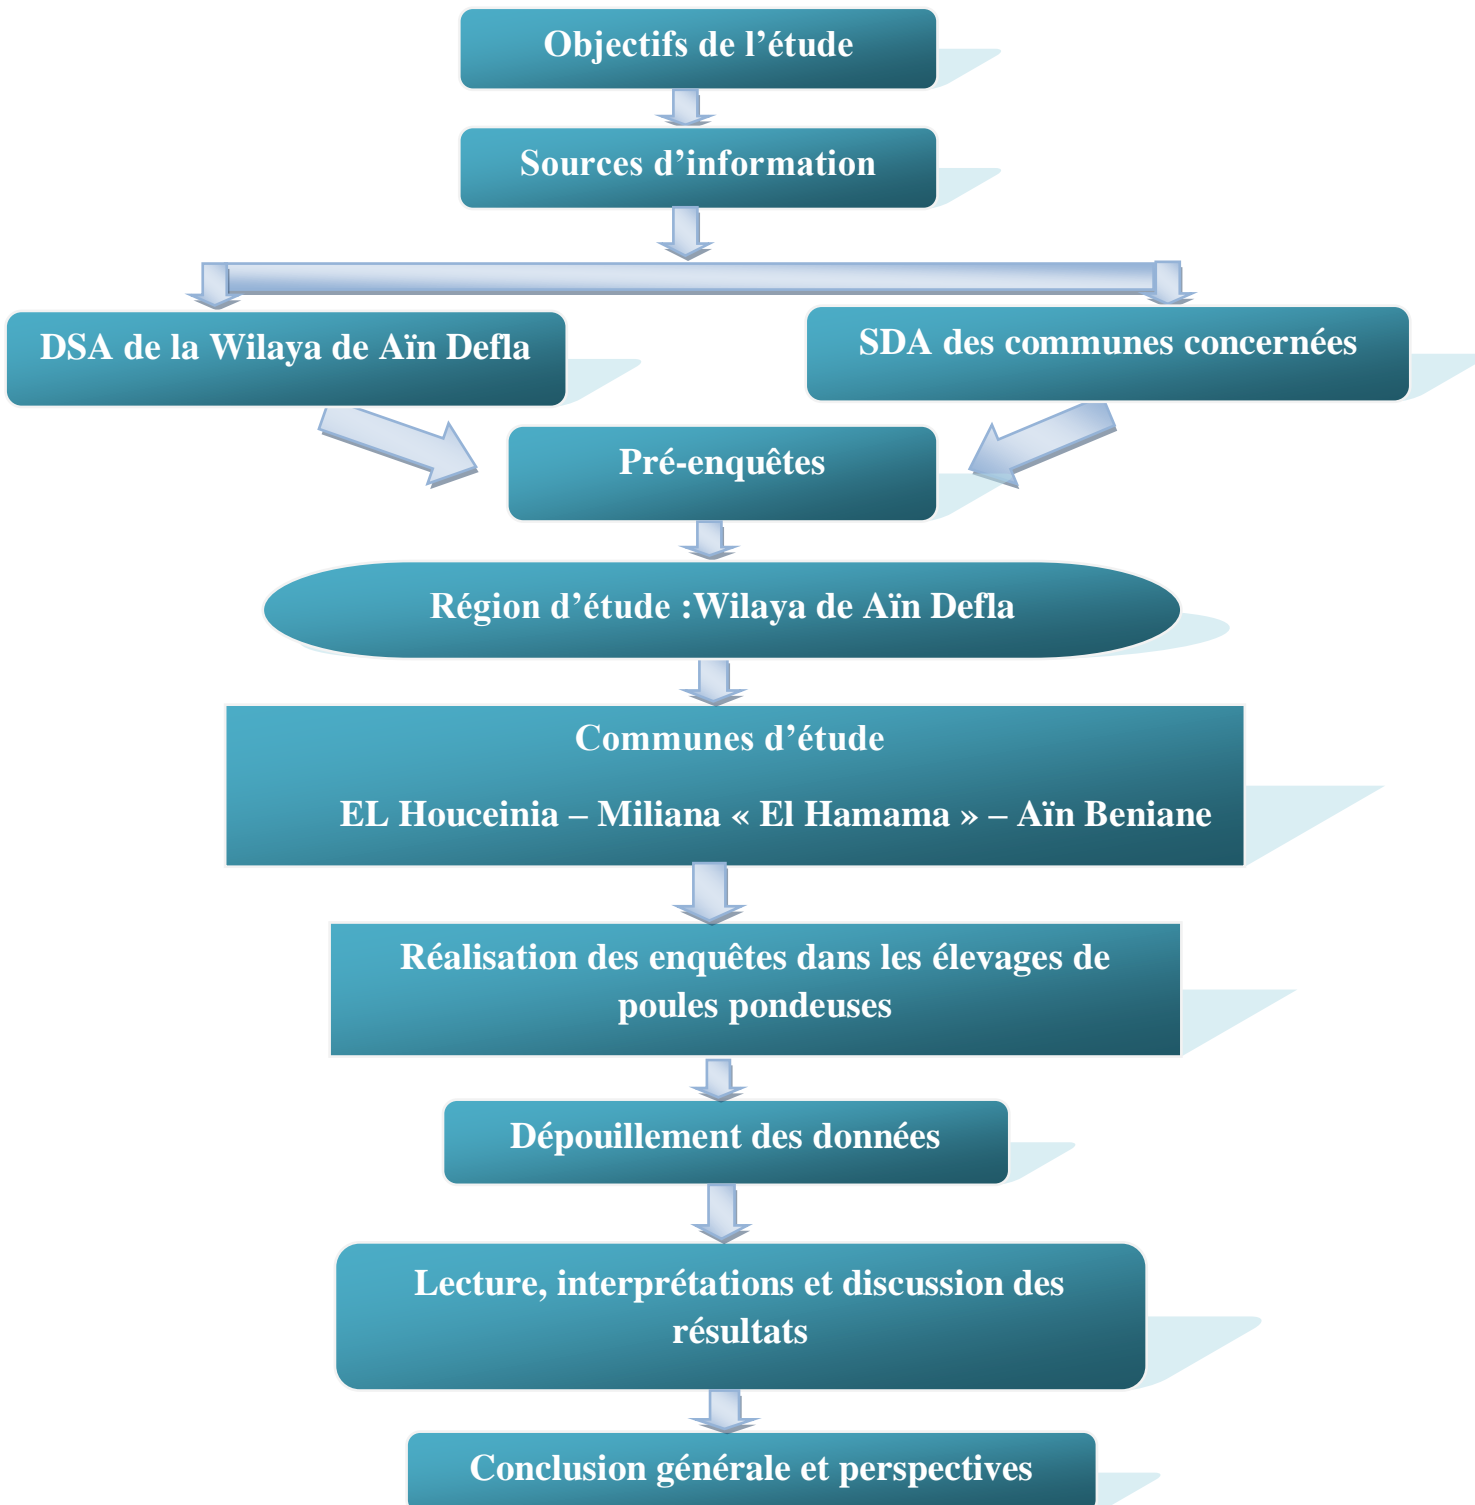 Objectifs de l’étude
Sources d’information
DSA de la Wilaya de Aïn Defla
SDA des communes concernées
Pré-enquêtes
Région d’étude :Wilaya de Aïn Defla
Communes d’étude
EL Houceinia – Miliana « El Hamama » – Aïn Beniane
Réalisation des enquêtes dans les élevages de
poules pondeuses
Dépouillement des données
Lecture, interprétations et discussion des
résultats
Conclusion générale et perspectives